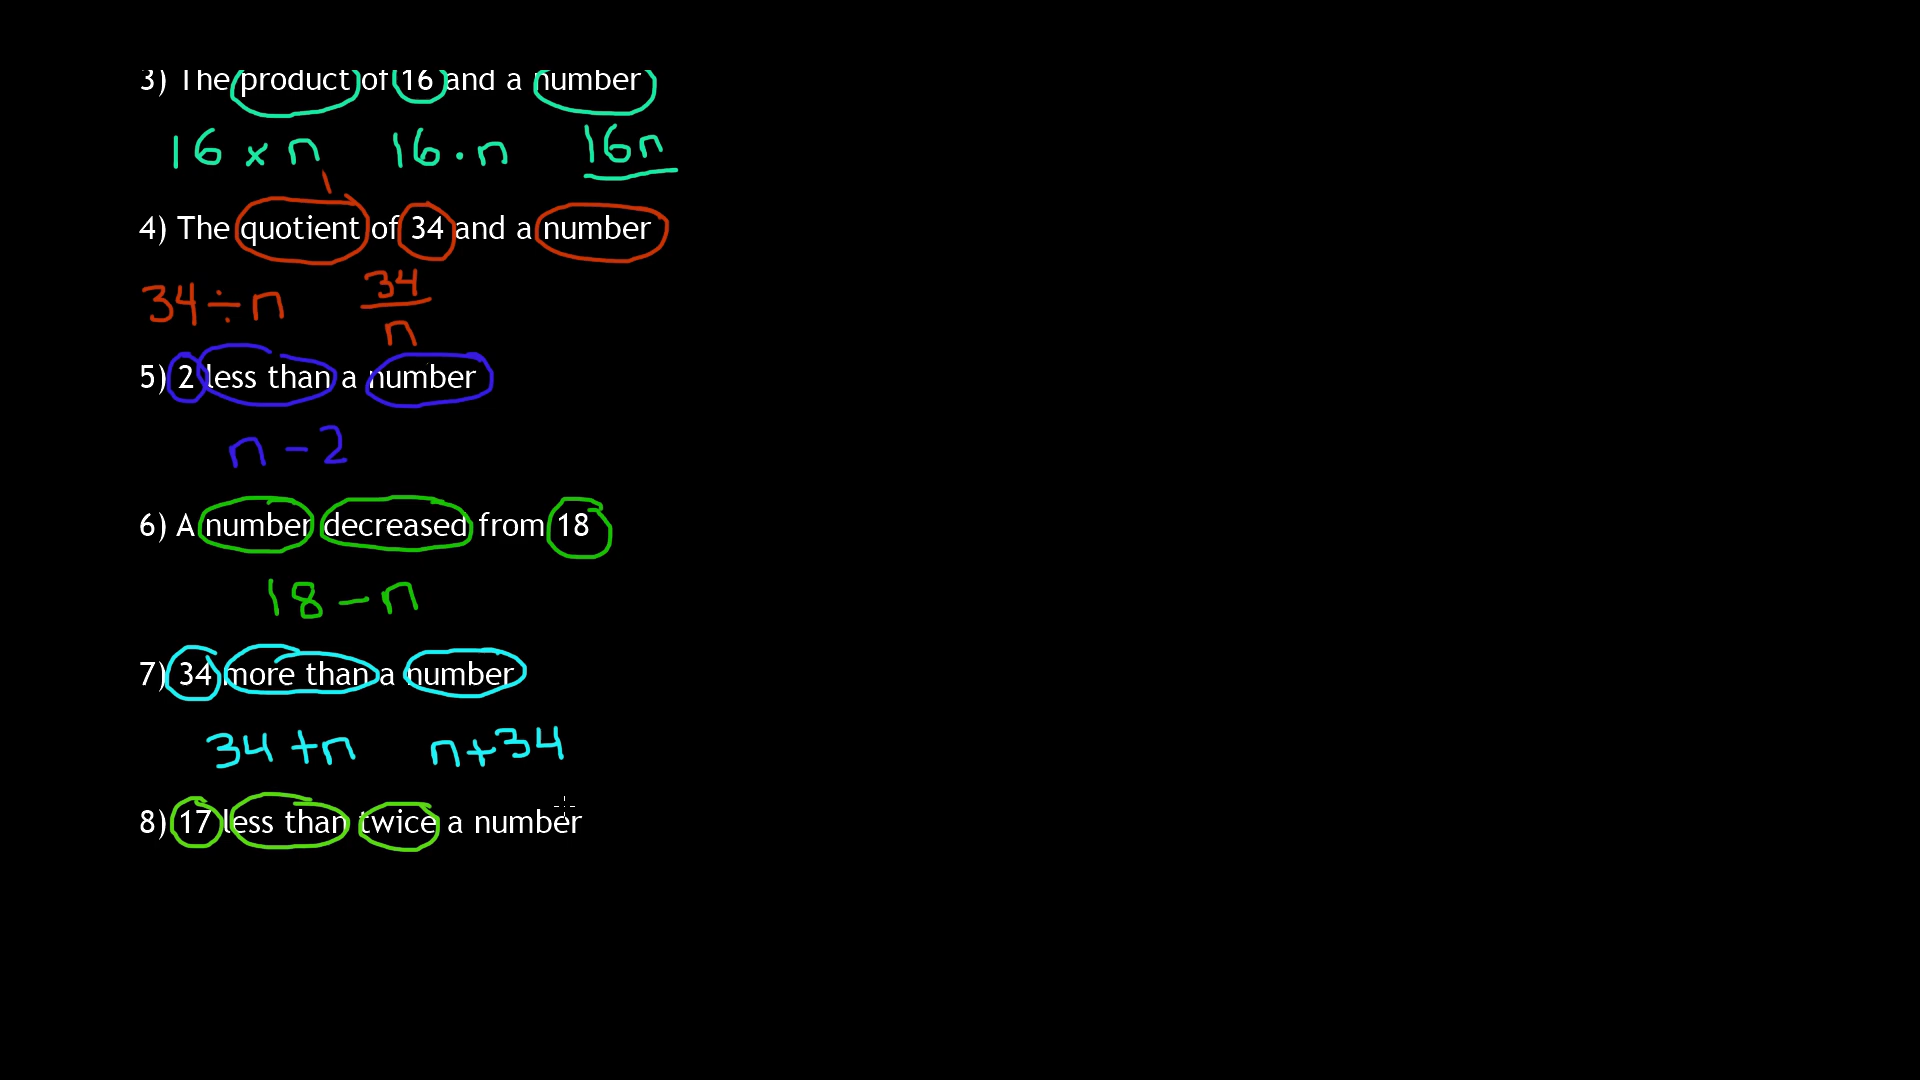 3) The product of 16 and a number
16 × n 16 · n 16n
4) The quotient of 34 and a number
34 ÷ n 34/n
5) 2 less than a number
n - 2
6) A number decreased from 18
18 - n
7) 34 more than a number
34 + n n + 34
8) 17 less than twice a number